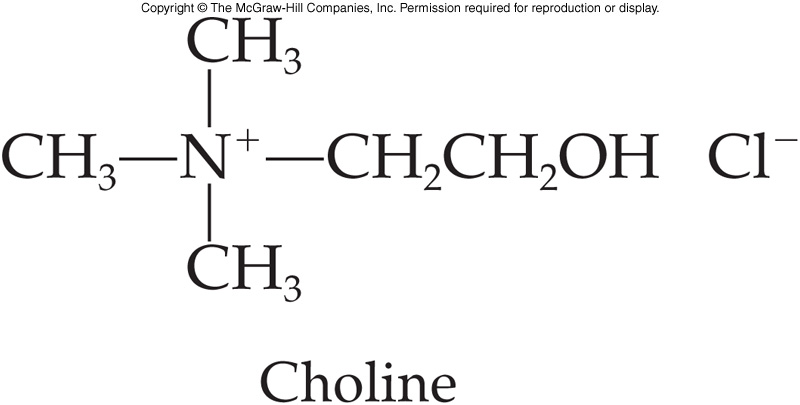 Copyright © The McGraw-Hill Companies, Inc. Permission required for reproduction or display.
CH₃
CH₃—N⁺—CH₂CH₂OH Cl⁻
CH₃
Choline